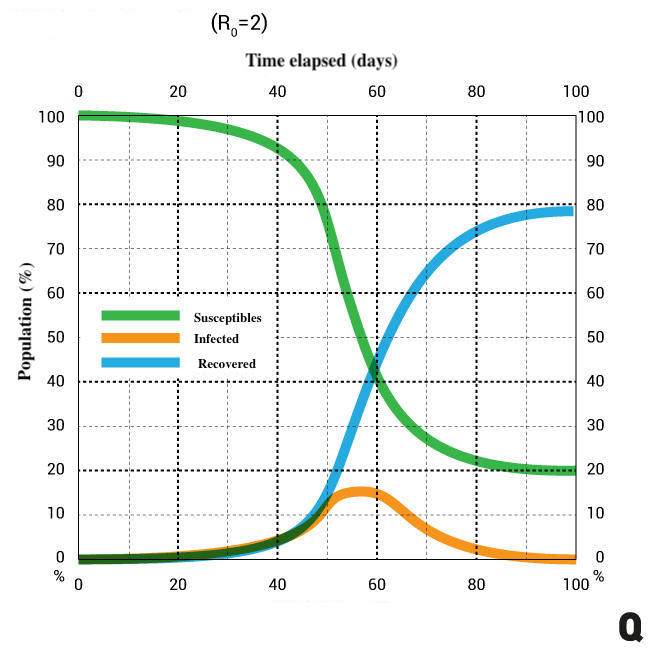 (R0=2)
Time elapsed (days)
0 20 40 60 80 100
100 100
90 90
80 80
70 70
60 60
50 50
40 40
30 30
20 20
10 10
0 0
% %
0 20 40 60 80 100
Population (%)
Susceptibles
Infected
Recovered
Q